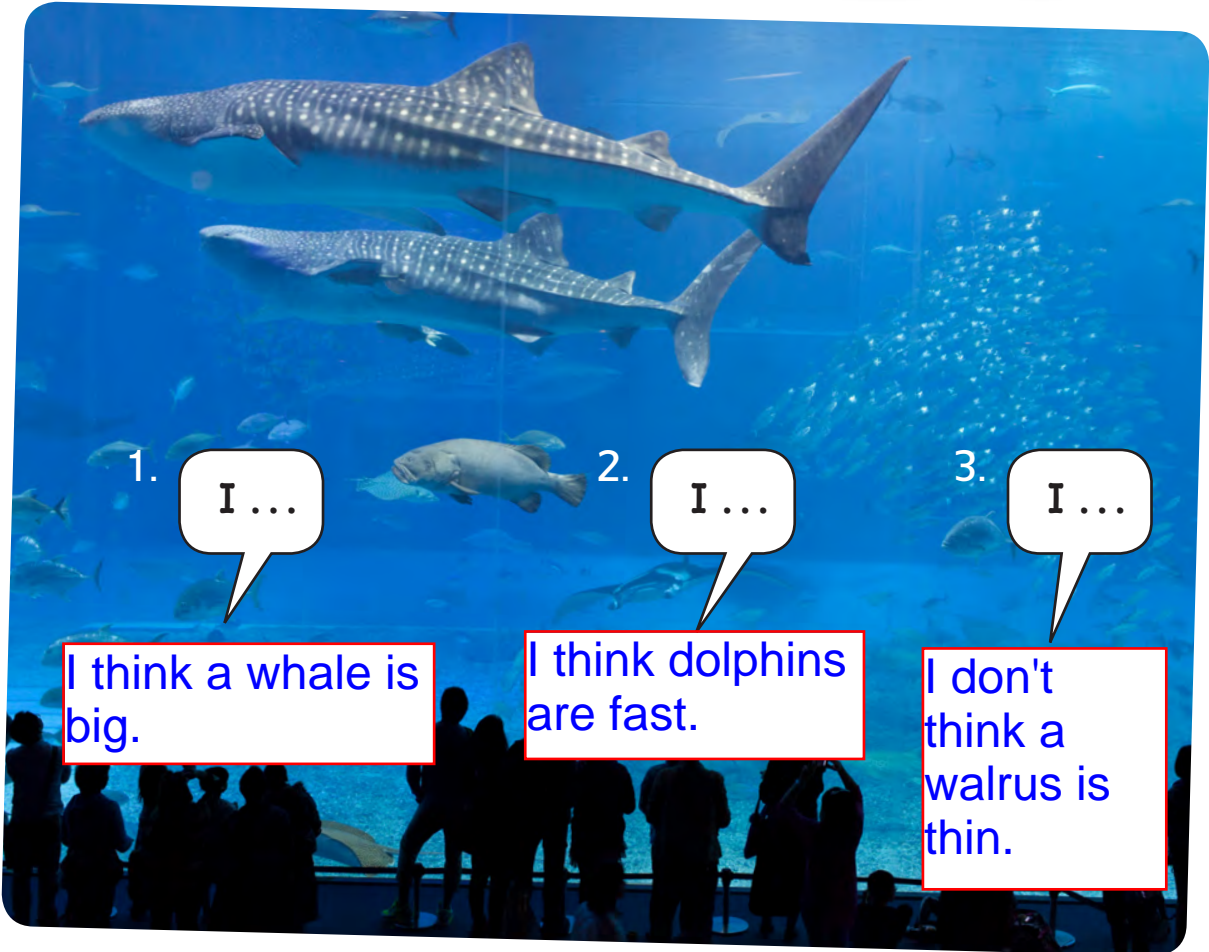 1.
I ...
2.
I ...
3.
I ...
I think a whale is
big.
I think dolphins
are fast.
I don't
think a
walrus is
thin.